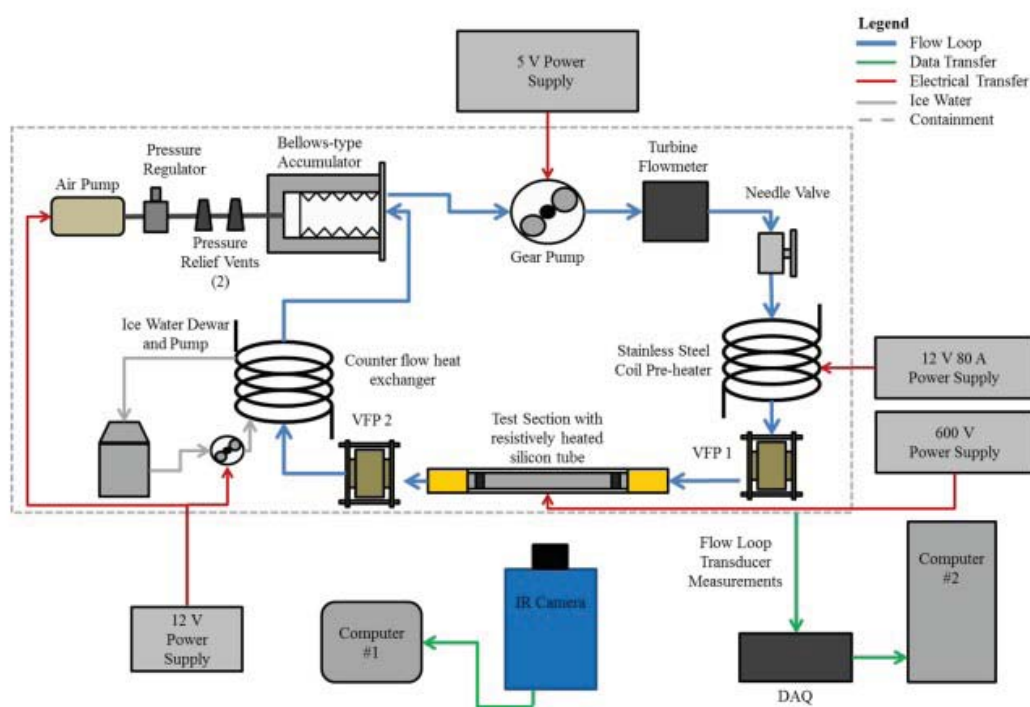 Legend
Flow Loop
Data Transfer
Electrical Transfer
Ice Water
Containment
5 V Power
Supply
Bellows-type
Accumulator
Pressure
Regulator
Air Pump
Pressure
Relief Vents
(2)
Gear Pump
Turbine
Flowmeter
Needle Valve
Ice Water Dewar
and Pump
Counter flow heat
exchanger
Stainless Steel
Coil Pre-heater
12 V 80 A
Power Supply
600 V
Power Supply
VFP 2
Test Section with
resistively heated
silicon tube
VFP 1
Flow Loop
Transducer
Measurements
Computer
#2
12 V
Power
Supply
Computer
#1
IR Camera
DAQ